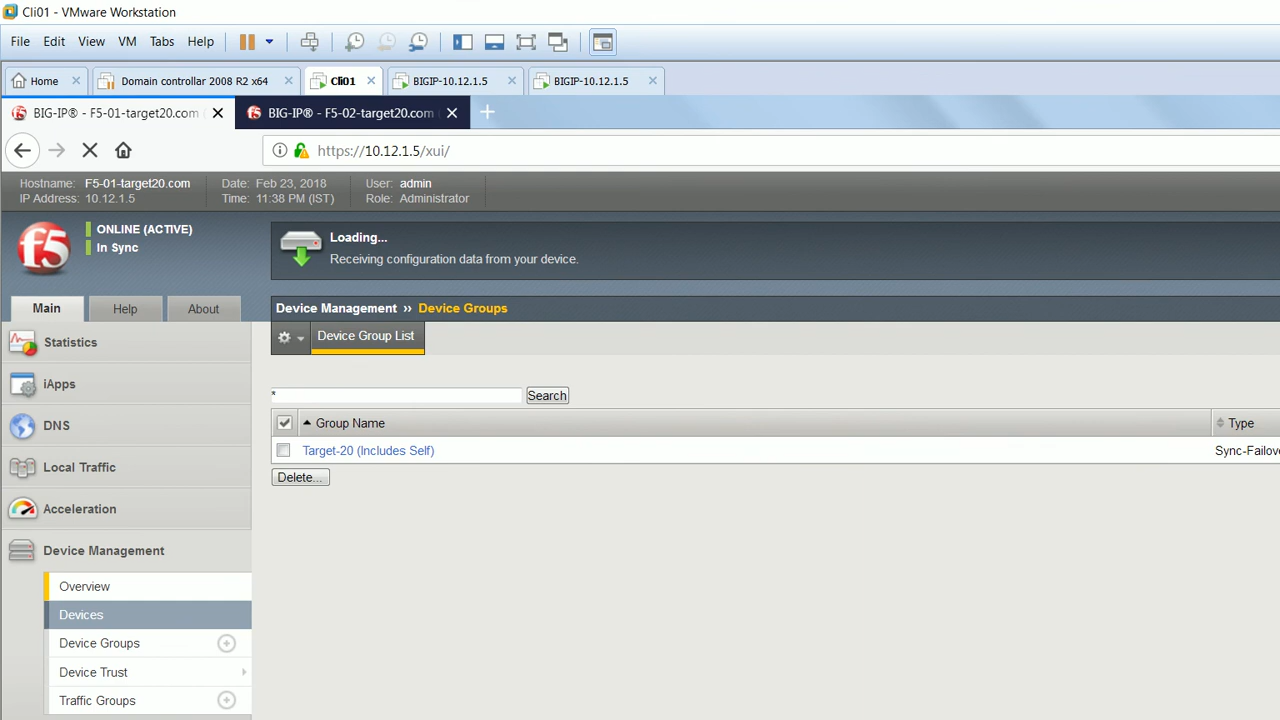 Cli01 - VMware Workstation
File Edit View VM Tabs Help
Home Domain controllar 2008 R2 x64 Cli01 BIGIP-10.12.1.5 BIGIP-10.12.1.5
BIG-IP® - F5-01-target20.com BIG-IP® - F5-02-target20.com
https://10.12.1.5/xui/
Hostname: F5-01-target20.com Date: Feb 23, 2018 User: admin
IP Address: 10.12.1.5 Time: 11:38 PM (IST) Role: Administrator
f5
ONLINE (ACTIVE)
In Sync
Loading...
Receiving configuration data from your device.
Main Help About
Device Management ›› Device Groups
Device Group List
Statistics
iApps
DNS
Local Traffic
Acceleration
Device Management
Overview
Devices
Device Groups
Device Trust
Traffic Groups
* Search
Group Name Type
Target-20 (Includes Self) Sync-Failov
Delete...